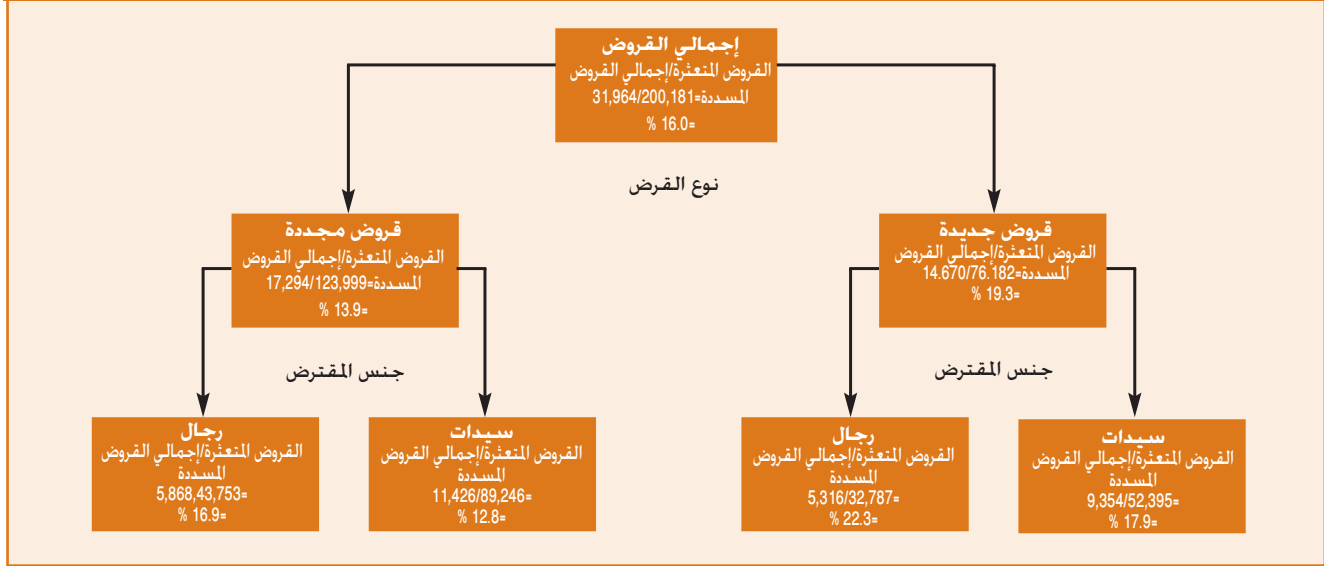 إجمالي القروض
القروض المتعثرة/إجمالي القروض
المسددة=31,964/200,181
=16.0 %
نوع القرض
قروض جديدة
القروض المتعثرة/إجمالي القروض
المسددة=14.670/76.182
=19.3 %
قروض مجددة
القروض المتعثرة/إجمالي القروض
المسددة=17,294/123,999
=13.9 %
جنس المقترض
جنس المقترض
سيدات
القروض المتعثرة/إجمالي القروض
المسددة
=9,354/52,395
=17.9 %
رجال
القروض المتعثرة/إجمالي القروض
المسددة
=5,316/32,787
=22.3 %
سيدات
القروض المتعثرة/إجمالي القروض
المسددة
=11,426/89,246
=12.8 %
رجال
القروض المتعثرة/إجمالي القروض
المسددة
=5,868,43,753
=16.9 %